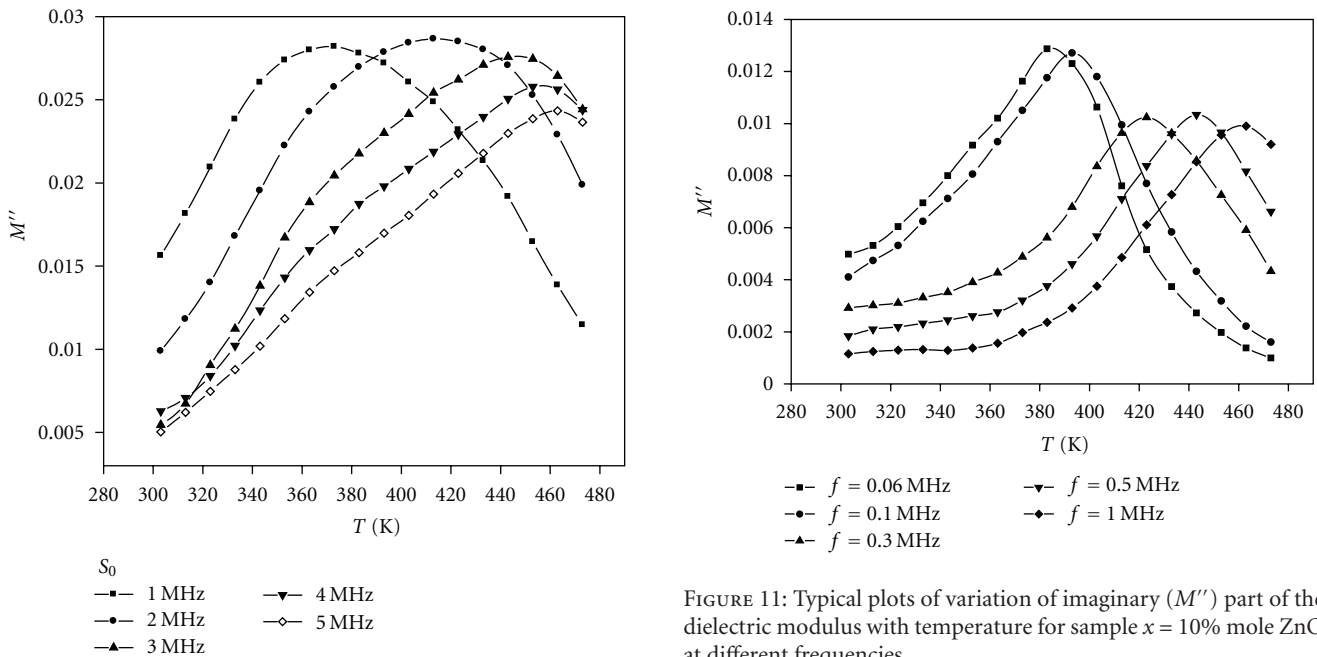 0.03
0.025
0.02
0.015
0.01
0.005
M′′
280 300 320 340 360 380 400 420 440 460 480
T (K)
S0
1 MHz
2 MHz
3 MHz
4 MHz
5 MHz
0.014
0.012
0.01
0.008
0.006
0.004
0.002
0
M′′
280 300 320 340 360 380 400 420 440 460 480
T (K)
f = 0.06 MHz
f = 0.1 MHz
f = 0.3 MHz
f = 0.5 MHz
f = 1 MHz
FIGURE 11: Typical plots of variation of imaginary (M′′) part of the
dielectric modulus with temperature for sample x = 10% mole ZnO
at different frequencies